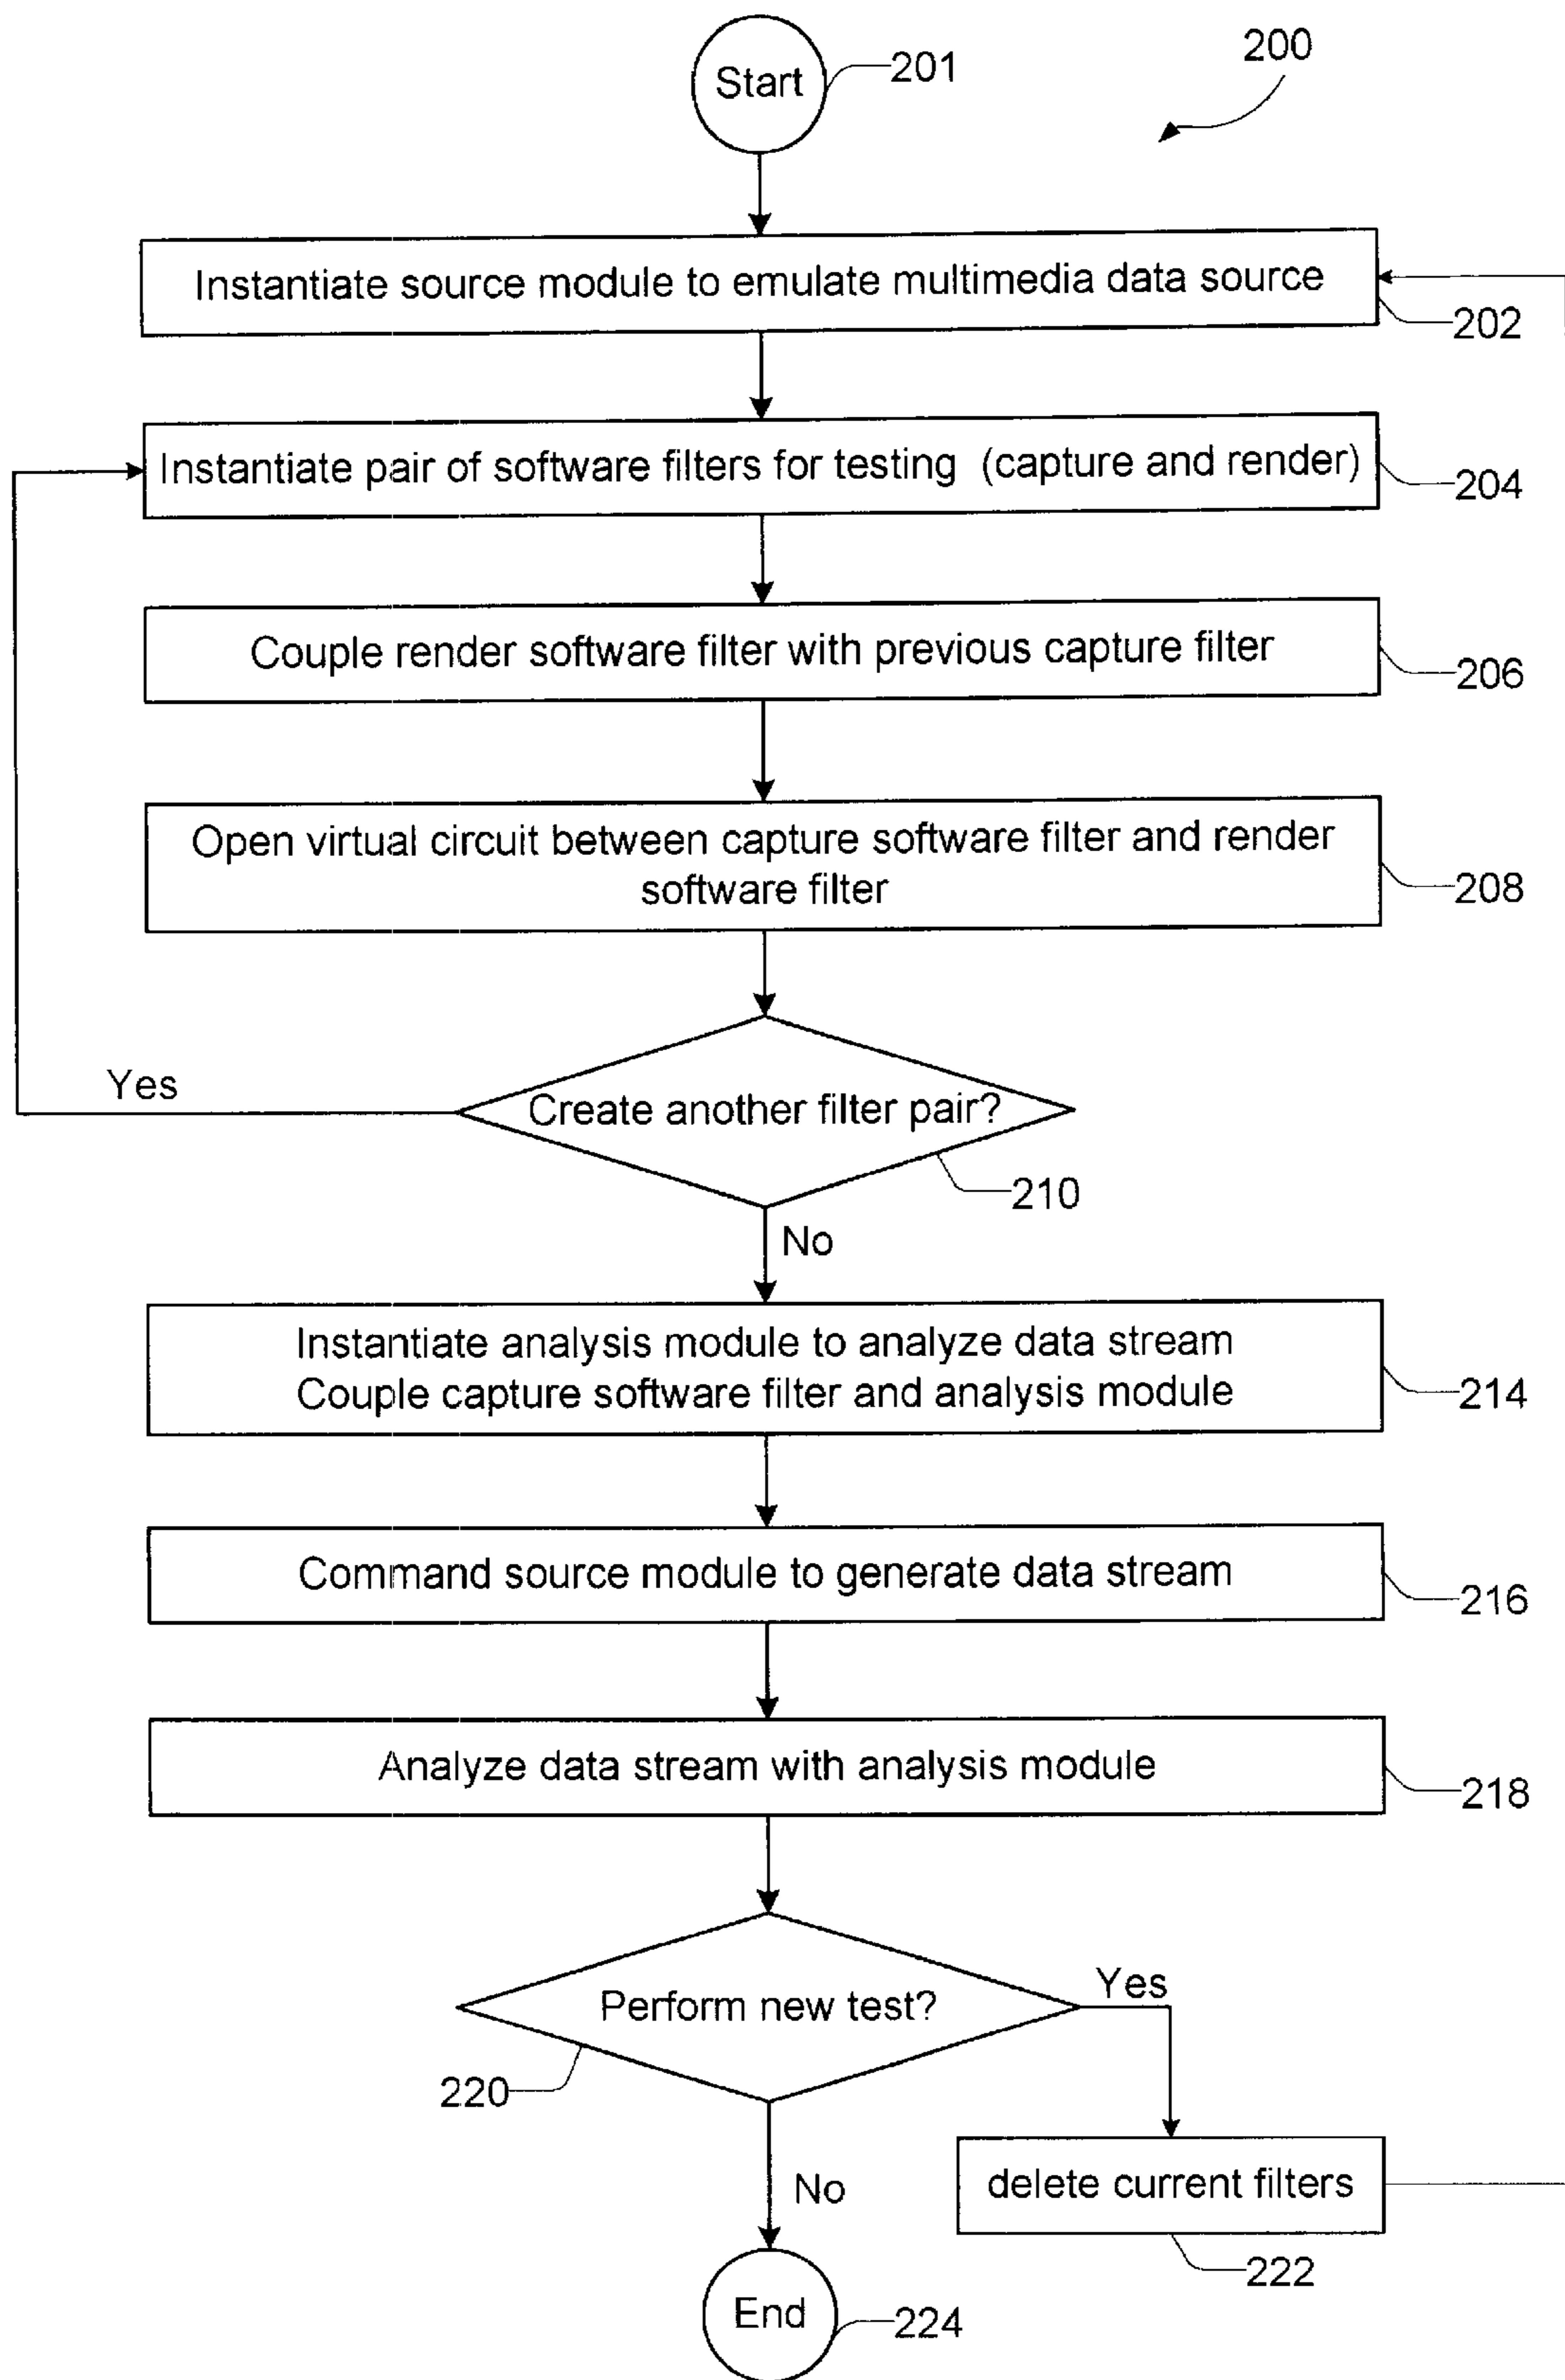 Start
201
200
Instantiate source module to emulate multimedia data source
202
Instantiate pair of software filters for testing (capture and render)
204
Couple render software filter with previous capture filter
206
Open virtual circuit between capture software filter and render
software filter
208
Yes
Create another filter pair?
210
No
Instantiate analysis module to analyze data stream
Couple capture software filter and analysis module
214
Command source module to generate data stream
216
Analyze data stream with analysis module
218
Perform new test?
Yes
220
No
delete current filters
222
End
224